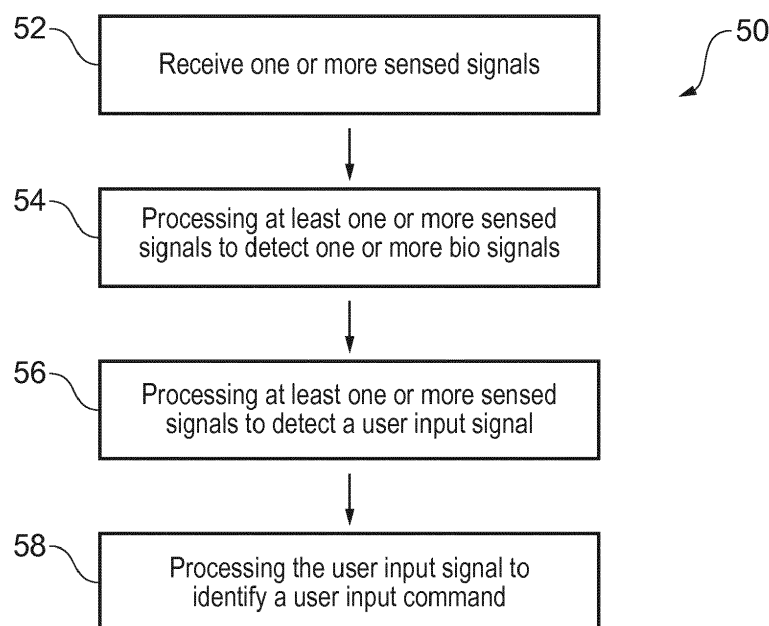 52
50
Receive one or more sensed signals
54
Processing at least one or more sensed
signals to detect one or more bio signals
56
Processing at least one or more sensed
signals to detect a user input signal
58
Processing the user input signal to
identify a user input command